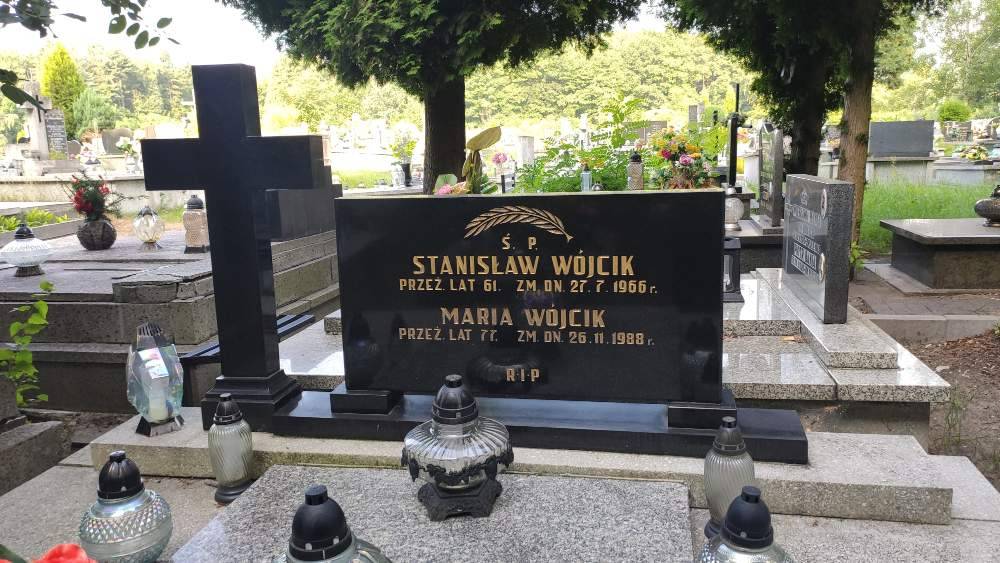 Ś. P.
STANISŁAW WÓJCIK
PRZEŻ. LAT 61. ZM. DN. 27. 7. 1966 r.
MARIA WÓJCIK
PRZEŻ. LAT 77. ZM. DN. 26. 11. 1988 r.
RIP